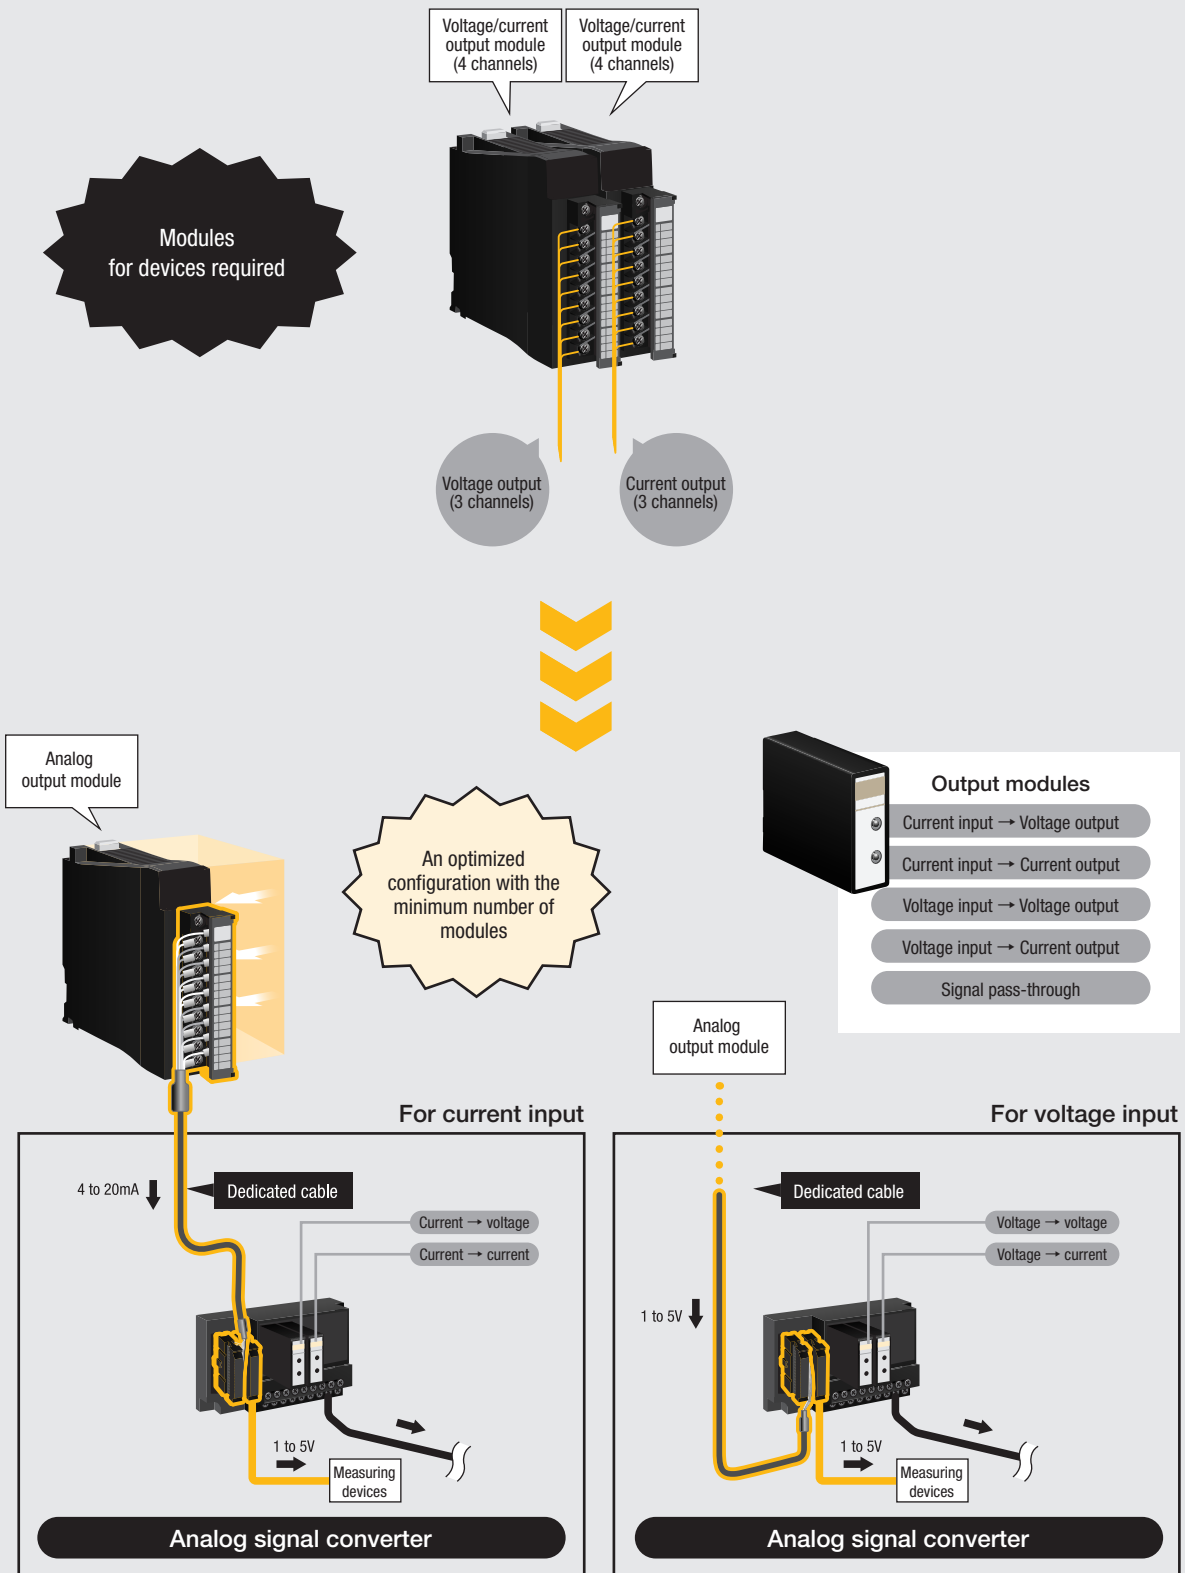 Voltage/current
output module
(4 channels)
Voltage/current
output module
(4 channels)
Modules
for devices required
Voltage output
(3 channels)
Current output
(3 channels)
Analog
output module
An optimized
configuration with the
minimum number of
modules
Output modules
Current input → Voltage output
Current input → Current output
Voltage input → Voltage output
Voltage input → Current output
Signal pass-through
Analog
output module
For current input
4 to 20mA
Dedicated cable
Current → voltage
Current → current
1 to 5V
Measuring
devices
Analog signal converter
For voltage input
Dedicated cable
Voltage → voltage
Voltage → current
1 to 5V
1 to 5V
Measuring
devices
Analog signal converter